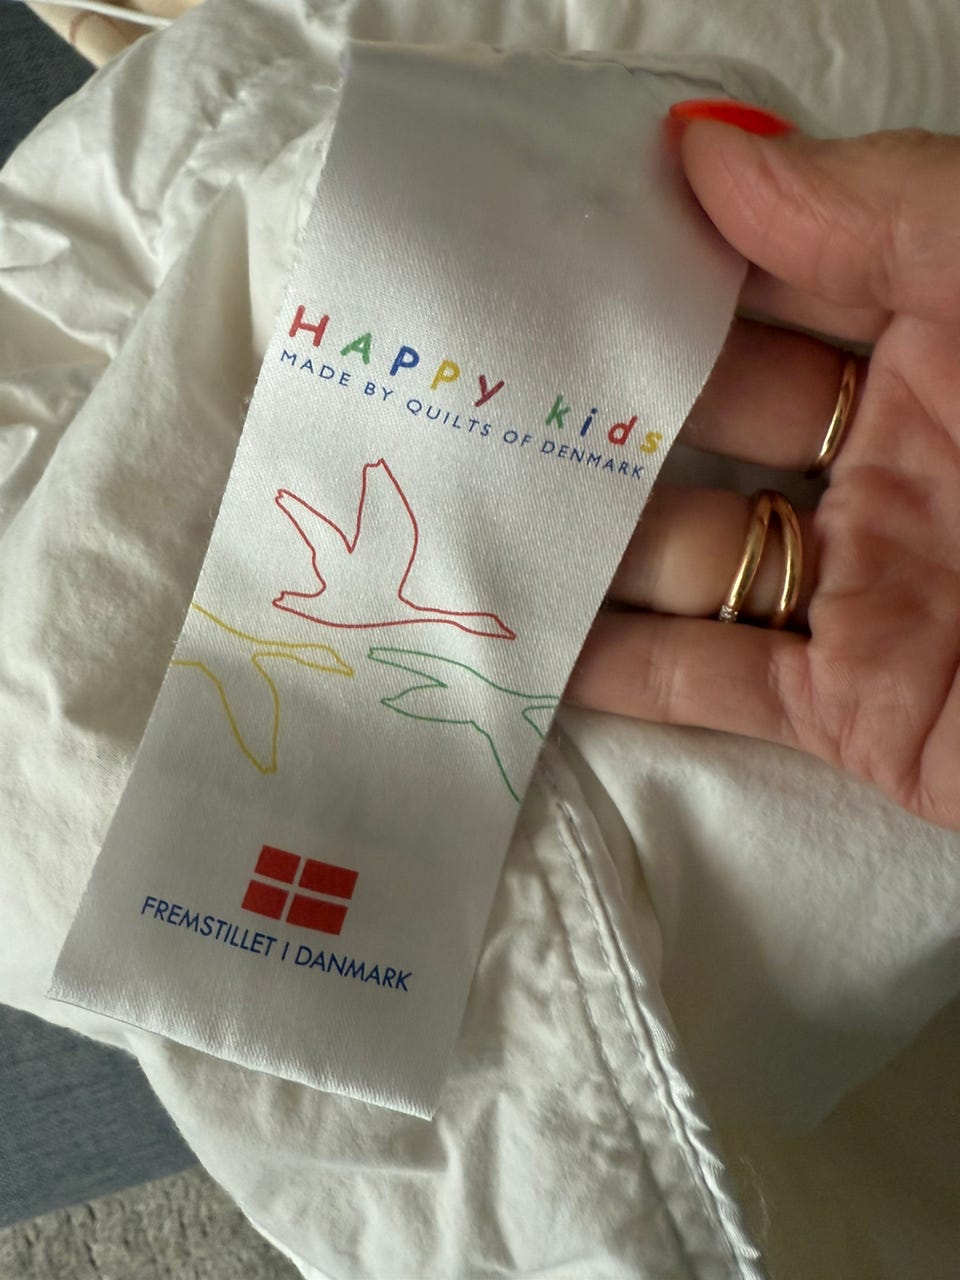 HAPPy kids
MADE BY QUILTS OF DENMARK
FREMSTILLET I DANMARK